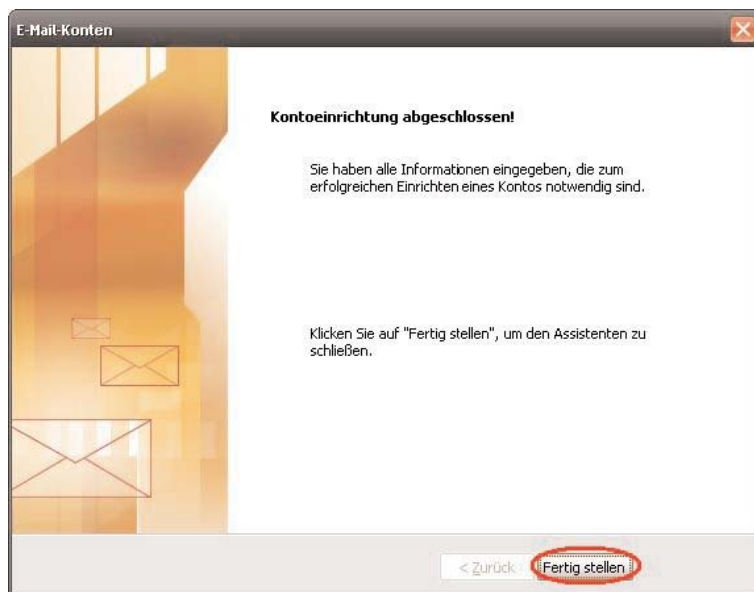 E-Mail-Konten
Kontoeinrichtung abgeschlossen!
Sie haben alle Informationen eingegeben, die zum
erfolgreichen Einrichten eines Kontos notwendig sind.
Klicken Sie auf "Fertig stellen", um den Assistenten zu
schließen.
< Zurück
Fertig stellen